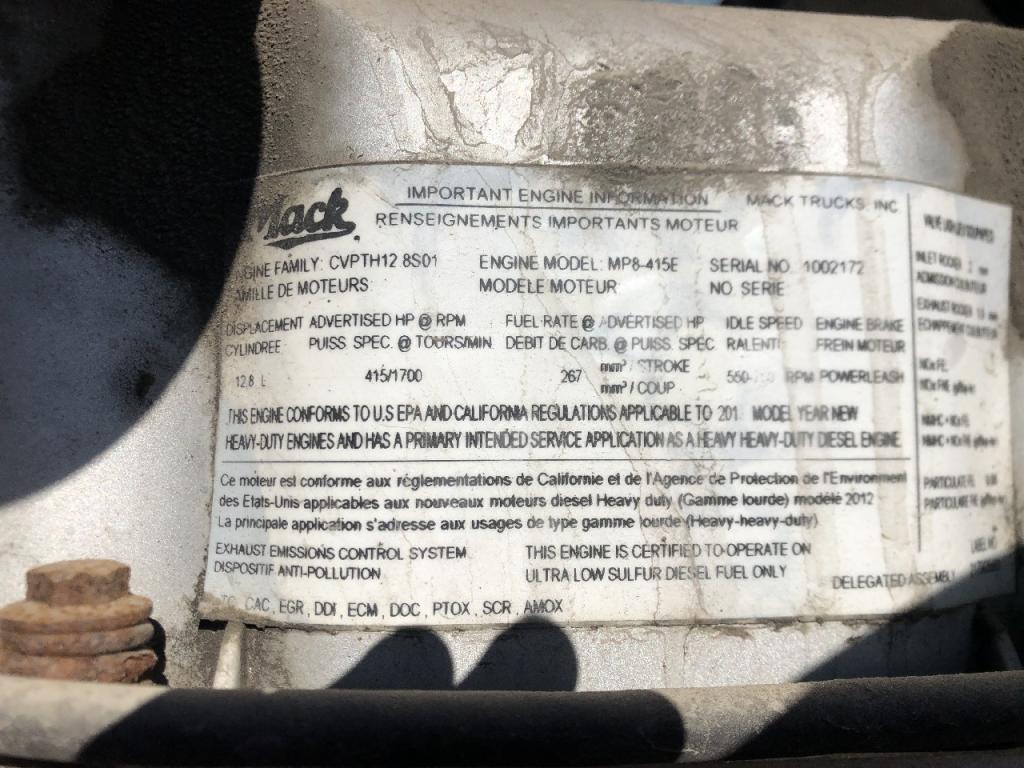 Mack
IMPORTANT ENGINE INFORMATION MACK TRUCKS, INC
RENSEIGNEMENTS IMPORTANTS MOTEUR
ENGINE FAMILY: CVPTH12.8S01 ENGINE MODEL: MP8-415E SERIAL NO. 1002172
FAMILLE DE MOTEURS MODELE MOTEUR NO. SERIE
DISPLACEMENT ADVERTISED HP @ RPM FUEL RATE @ ADVERTISED HP IDLE SPEED ENGINE BRAKE
CYLINDREE PUISS. SPEC. @ TOURS/MIN. DEBIT DE CARB. @ PUISS. SPEC. RALENTI FREIN MOTEUR
12.8 L 415/1700 267 mm³ / STROKE RPM POWERLEASH
mm³ / COUP
THIS ENGINE CONFORMS TO U.S EPA AND CALIFORNIA REGULATIONS APPLICABLE TO 201 MODEL YEAR NEW
HEAVY-DUTY ENGINES AND HAS A PRIMARY INTENDED SERVICE APPLICATION AS A HEAVY HEAVY-DUTY DIESEL ENGINE
Ce moteur est conforme aux règlementations de Californie et de l'Agence de Protection de l'Environnement
des Etats-Unis applicables aux nouveaux moteurs diesel Heavy duty (Gamme lourde) modèle 2012
La principale application s'adresse aux usages de type gamme lourde (Heavy-heavy-duty)
EXHAUST EMISSIONS CONTROL SYSTEM THIS ENGINE IS CERTIFIED TO OPERATE ON
DISPOSITIF ANTI-POLLUTION ULTRA LOW SULFUR DIESEL FUEL ONLY
DELEGATED ASSEMBLY
CAC, EGR, DDI, ECM, DOC, PTOX, SCR, AMOX